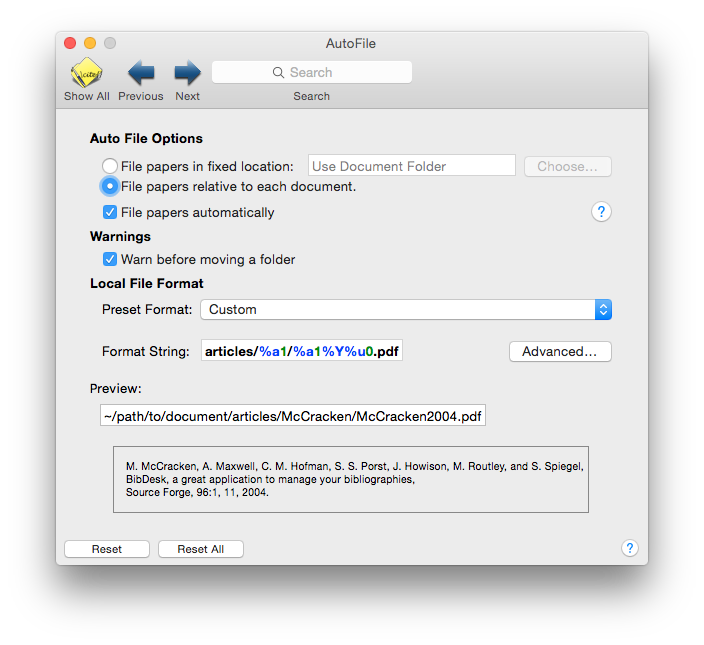 AutoFile
cite!
Search
Show All Previous Next Search
Auto File Options
File papers in fixed location: Use Document Folder Choose...
File papers relative to each document.
File papers automatically ?
Warnings
Warn before moving a folder
Local File Format
Preset Format: Custom
Format String: articles/%a1/%a1%Y%u0.pdf Advanced...
Preview:
~/path/to/document/articles/McCracken/McCracken2004.pdf
M. McCracken, A. Maxwell, C. M. Hofman, S. S. Porst, J. Howison, M. Routley, and S. Spiegel,
BibDesk, a great application to manage your bibliographies,
Source Forge, 96:1, 11, 2004.
Reset Reset All ?